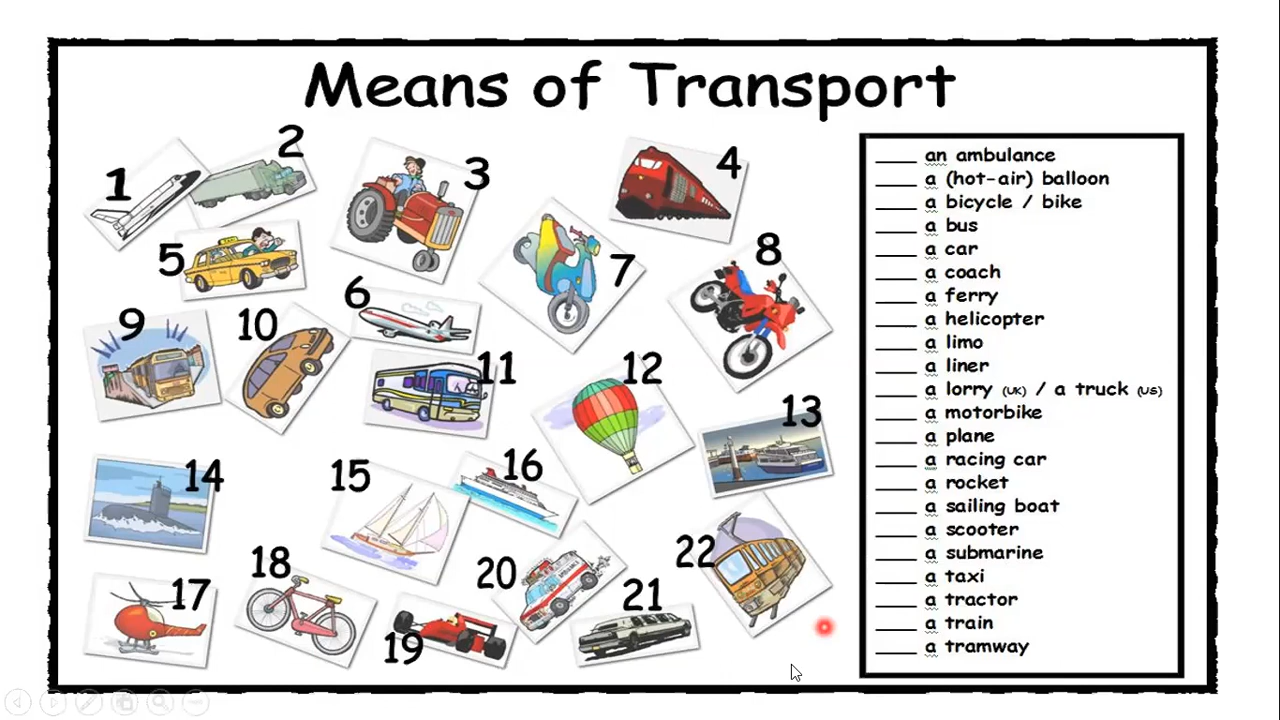 Means of Transport
1
2
3
4
5
6
7
8
9
10
11
12
13
14
15
16
17
18
19
20
21
22
____ an ambulance
____ a (hot-air) balloon
____ a bicycle / bike
____ a bus
____ a car
____ a coach
____ a ferry
____ a helicopter
____ a limo
____ a liner
____ a lorry (UK) / a truck (US)
____ a motorbike
____ a plane
____ a racing car
____ a rocket
____ a sailing boat
____ a scooter
____ a submarine
____ a taxi
____ a tractor
____ a train
____ a tramway